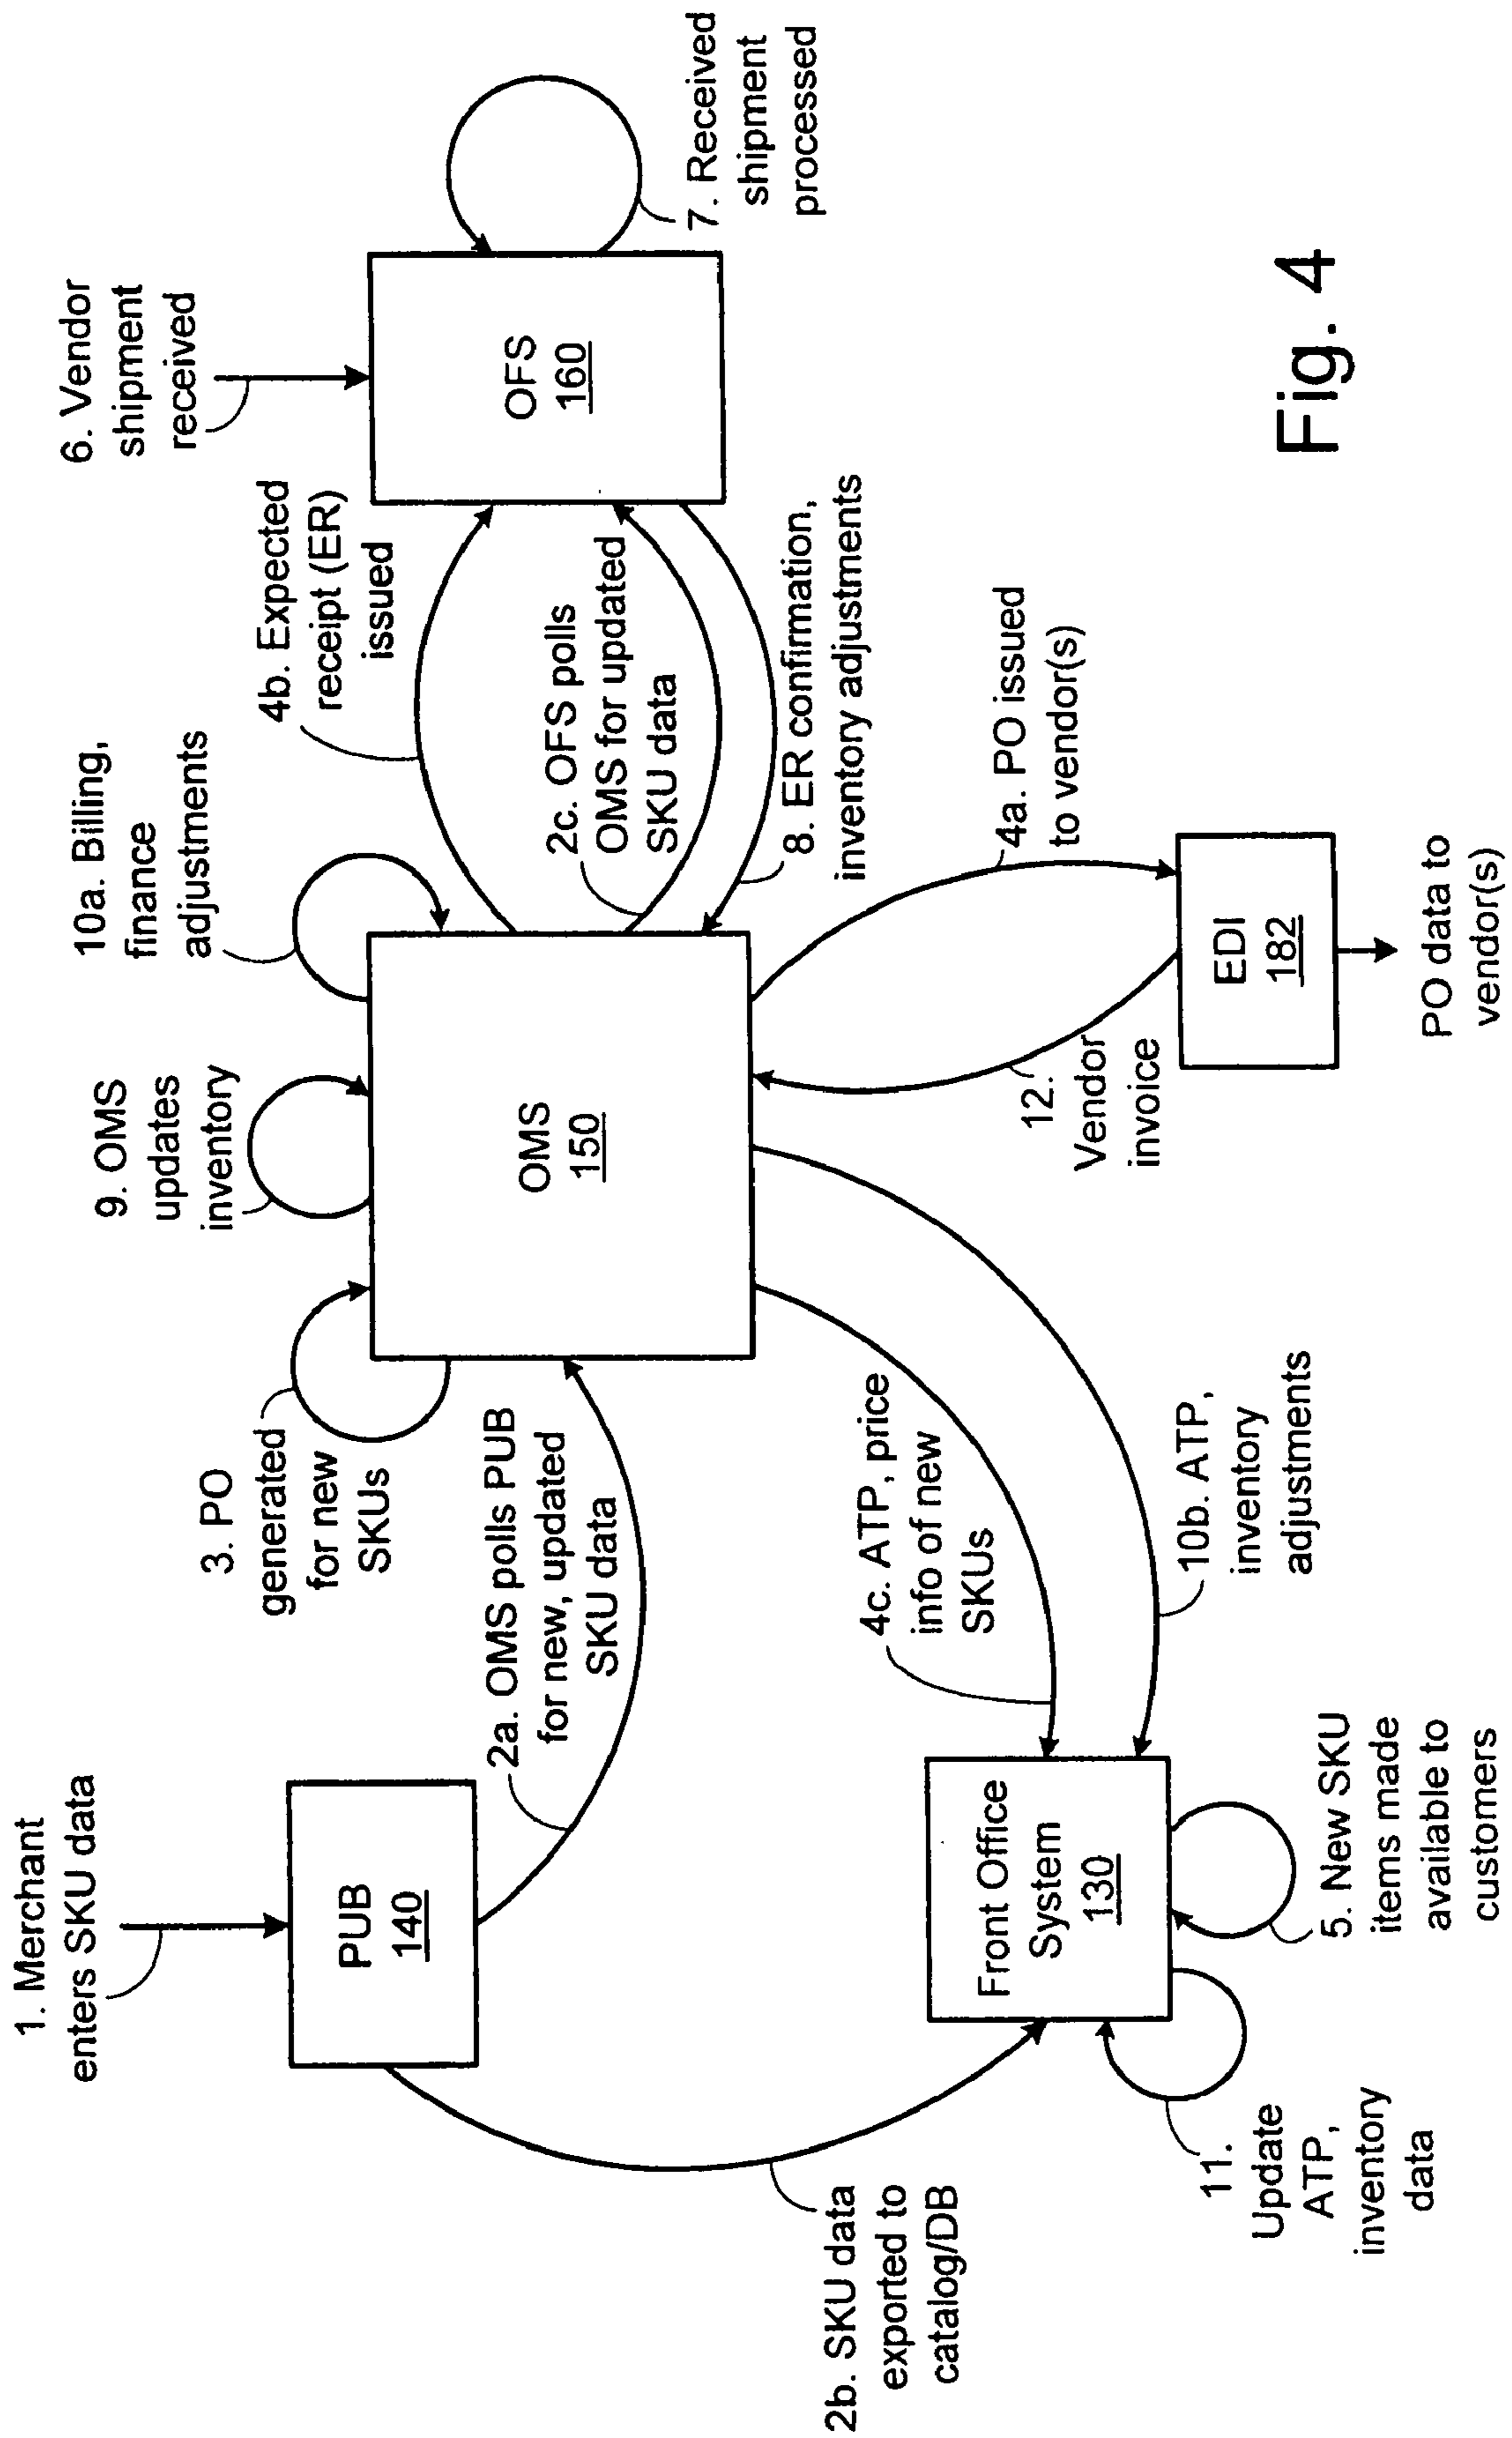 1. Merchant
enters SKU data
PUB
140
2a. OMS polls PUB
for new, updated
SKU data
2b. SKU data
exported to
catalog/DB
3. PO
generated
for new
SKUs
9. OMS
updates
inventory
10a. Billing,
finance
adjustments
OMS
150
4b. Expected
receipt (ER)
issued
2c. OFS polls
OMS for updated
SKU data
8. ER confirmation,
inventory adjustments
6. Vendor
shipment
received
OFS
160
7. Received
shipment
processed
4c. ATP, price
info of new
SKUs
10b. ATP,
inventory
adjustments
Front Office
System
130
11.
Update
ATP,
inventory
data
5. New SKU
items made
available to
customers
12.
Vendor
invoice
4a. PO issued
to vendor(s)
EDI
182
PO data to
vendor(s)
Fig. 4